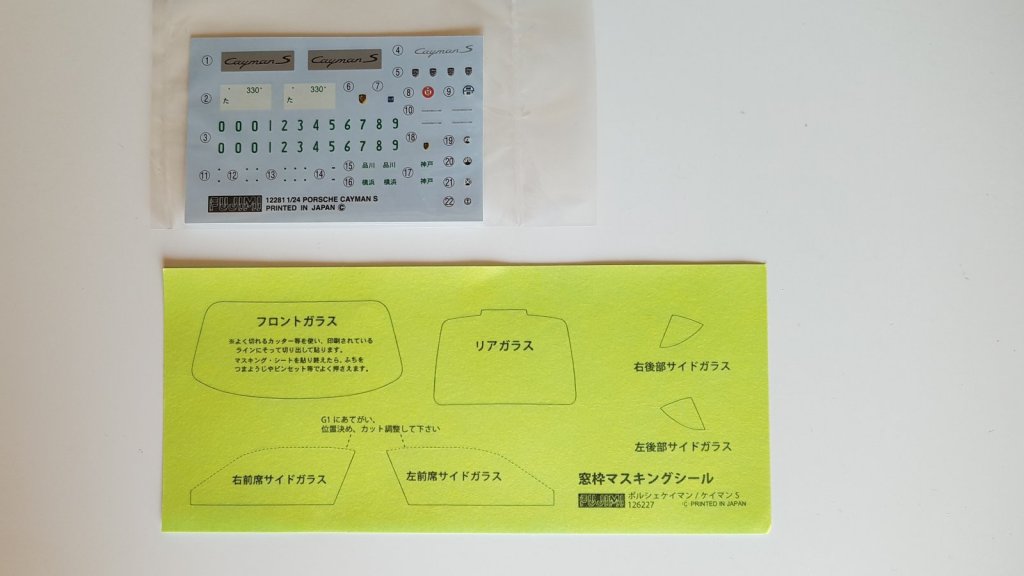 ① Cayman S Cayman S ④ Cayman S
⑤
② 330 た 330 た ⑥ ⑦ ⑧ ⑨
⑩
③ 0 0 0 1 2 3 4 5 6 7 8 9
0 0 0 1 2 3 4 5 6 7 8 9 ⑱ ⑲
⑪ ⑫ ⑬ ⑭ ⑮ 品川 品川 ⑰ 神戸 ⑳
⑯ 横浜 横浜 神戸 ㉑
㉒
FUJIMI 12281 1/24 PORSCHE CAYMAN S
PRINTED IN JAPAN ©
フロントガラス
※よく切れるカッター等を使い、印刷されている
ラインにそって切り出して貼ります。
マスキング・シートを貼り終えたら、ふちを
つまようじやピンセット等でよく押さえます。
リアガラス
右後部サイドガラス
左後部サイドガラス
G1にあてがい、
位置決め、カット調整して下さい
右前席サイドガラス
左前席サイドガラス
窓枠マスキングシール
FUJIMI ポルシェケイマン/ケイマンS
126227 © PRINTED IN JAPAN